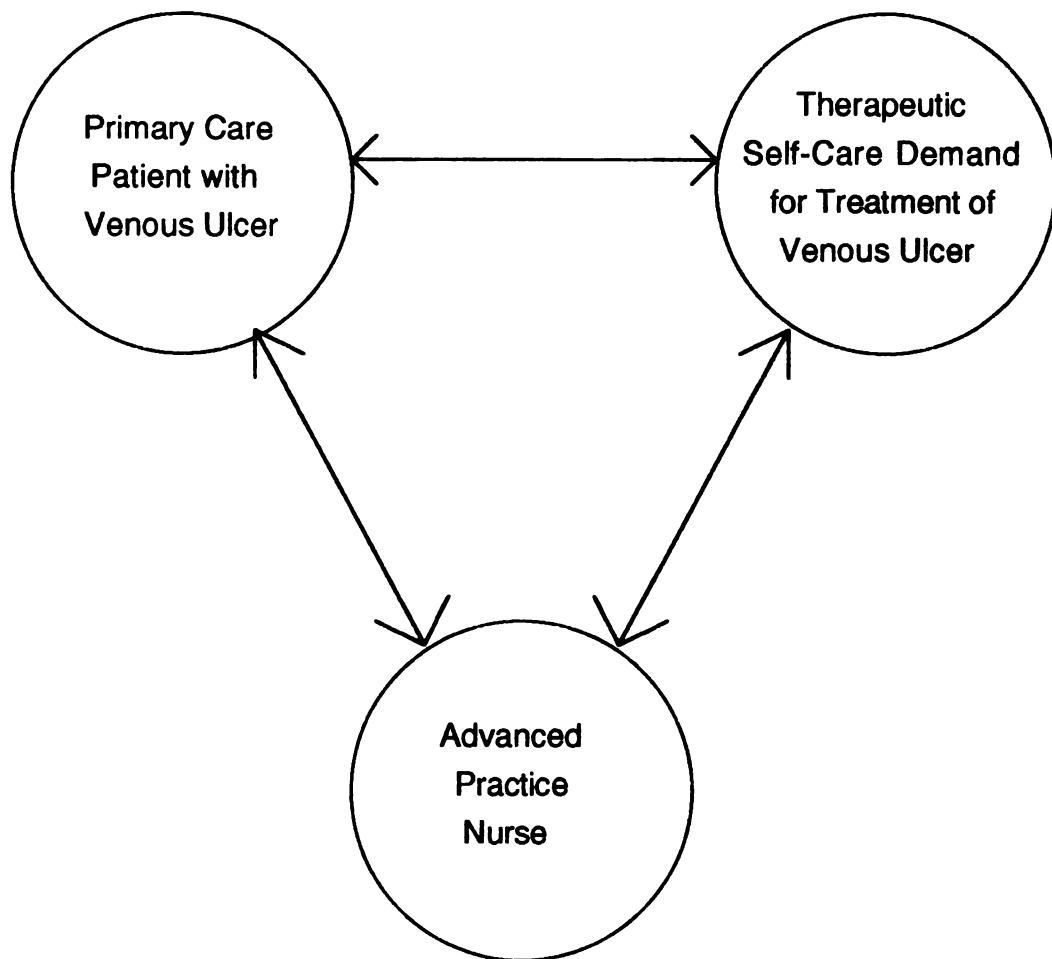 Primary Care
Patient with
Venous Ulcer
Therapeutic
Self-Care Demand
for Treatment of
Venous Ulcer
Advanced
Practice
Nurse